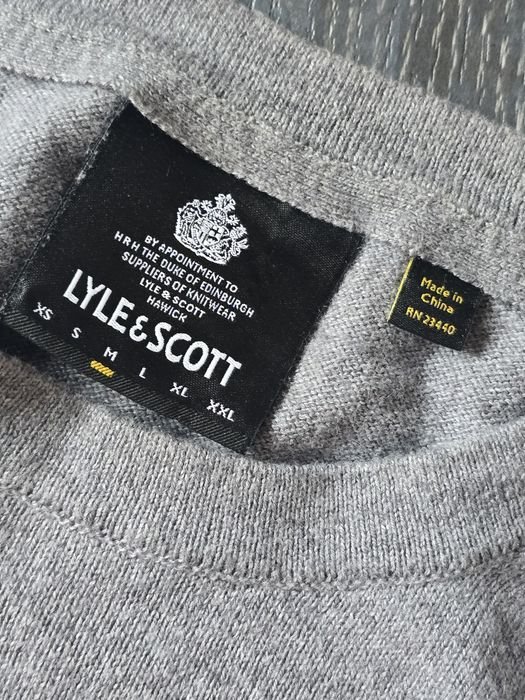 BY APPOINTMENT TO
HRH THE DUKE OF EDINBURGH
SUPPLIERS OF KNITWEAR
LYLE & SCOTT
HAWICK
LYLE & SCOTT
XS S M L XL XXL
Made in
China
RN 23440